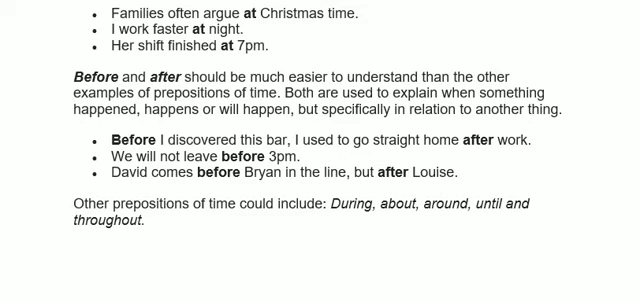 • Families often argue at Christmas time.
• I work faster at night.
• Her shift finished at 7pm.
Before and after should be much easier to understand than the other
examples of prepositions of time. Both are used to explain when something
happened, happens or will happen, but specifically in relation to another thing.
• Before I discovered this bar, I used to go straight home after work.
• We will not leave before 3pm.
• David comes before Bryan in the line, but after Louise.
Other prepositions of time could include: During, about, around, until and
throughout.